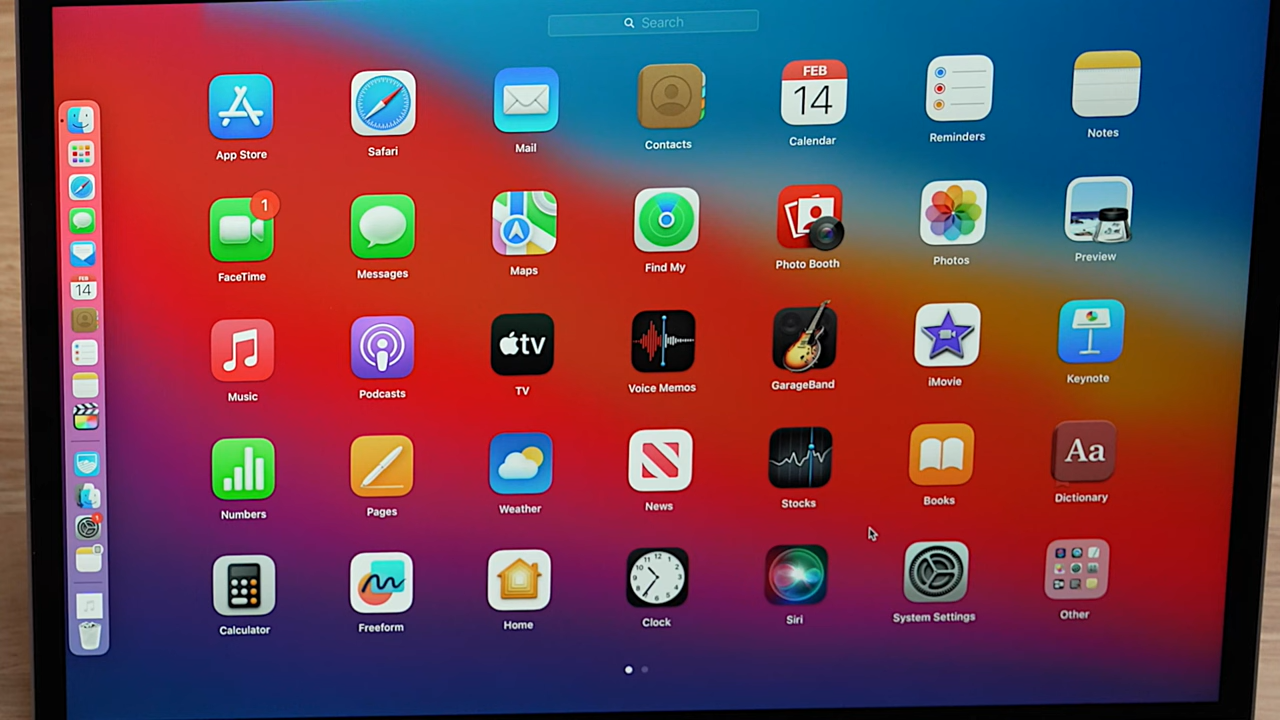 Search
App Store
Safari
Mail
Contacts
FEB
14
Calendar
Reminders
Notes
1
FaceTime
Messages
Maps
Find My
Photo Booth
Photos
Preview
FEB
14
Music
Podcasts
tv
TV
Voice Memos
GarageBand
iMovie
Keynote
Numbers
Pages
Weather
News
Stocks
Books
Aa
Dictionary
Calculator
Freeform
Home
Clock
Siri
System Settings
Other